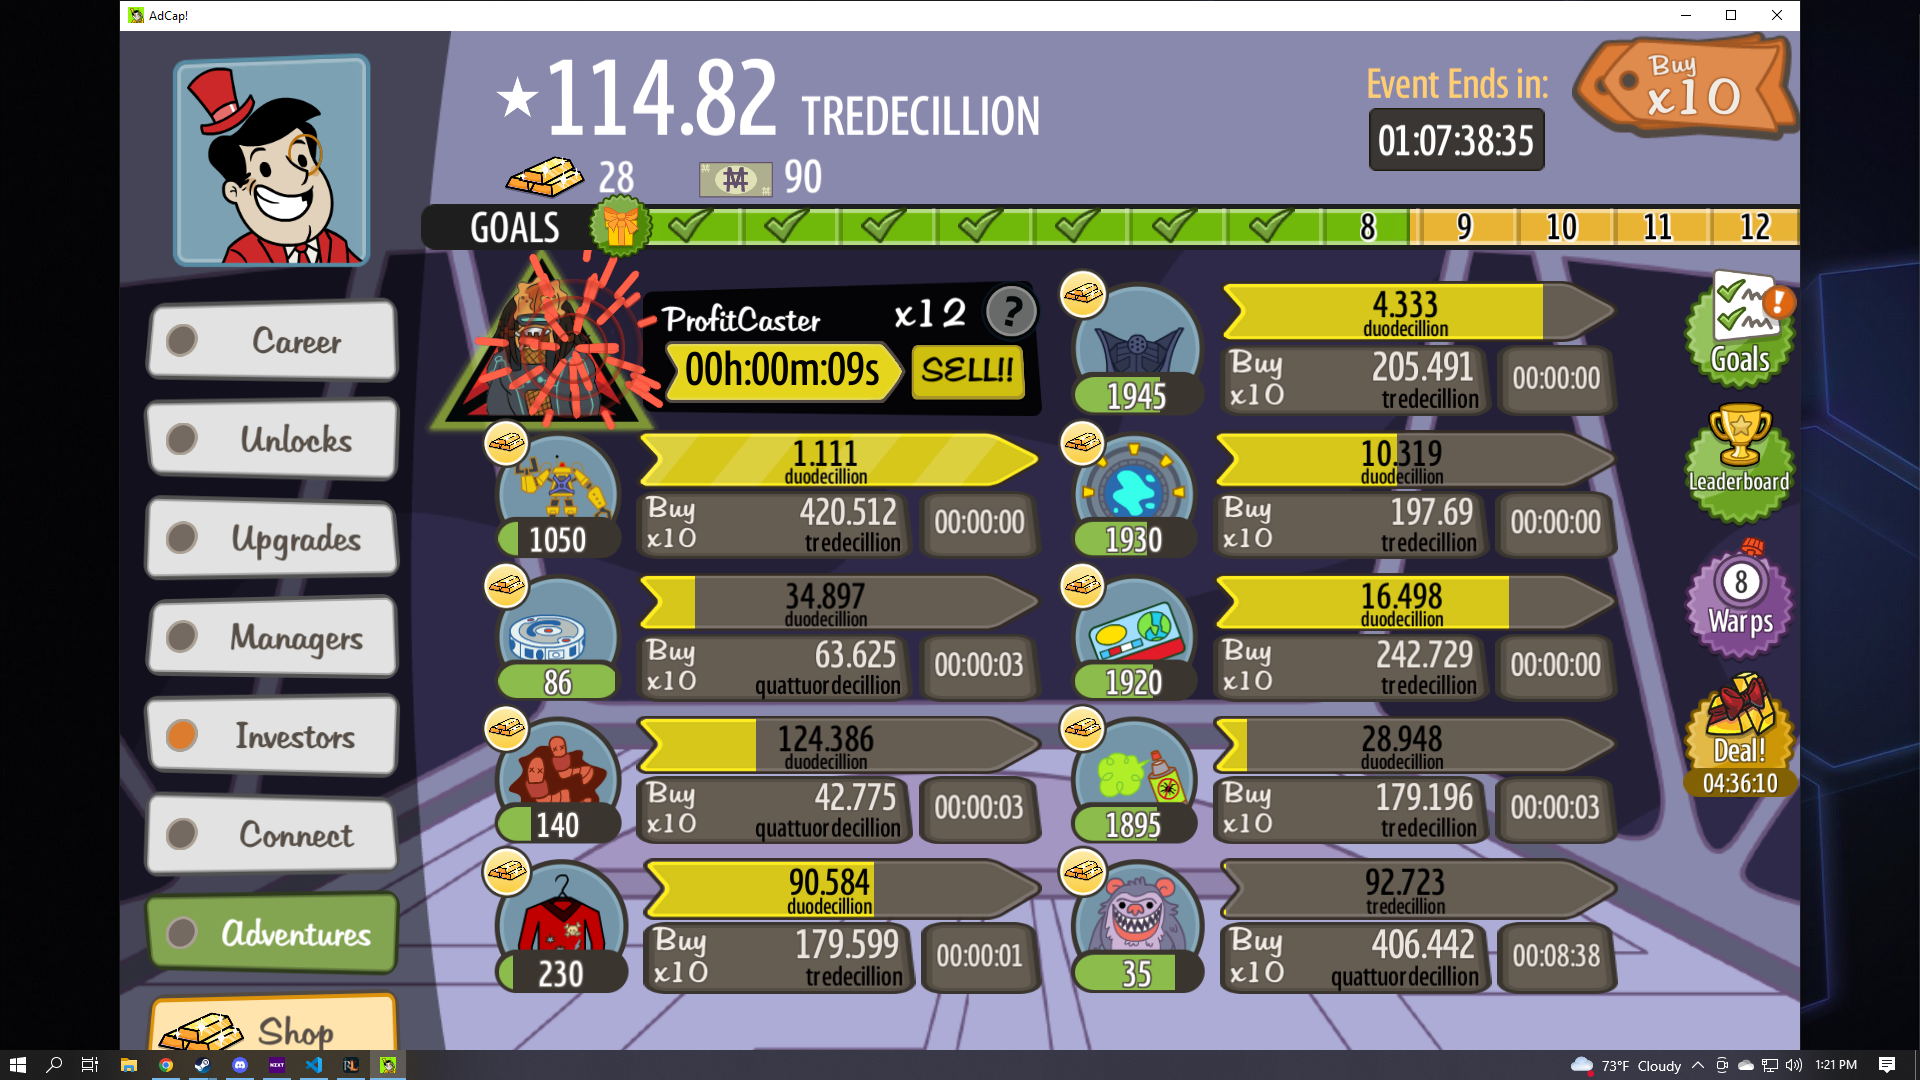 AdCap!
114.82 TREDECILLION
28
90
Event Ends in:
01:07:38:35
Buy
x10
GOALS
8
9
10
11
12
Career
Unlocks
Upgrades
Managers
Investors
Connect
Adventures
Shop
ProfitCaster
x12
?
00h:00m:09s
SELL!!
1945
4.333
duodecillion
Buy
x10
205.491
tredecillion
00:00:00
1050
1.111
duodecillion
Buy
x10
420.512
tredecillion
00:00:00
1930
10.319
duodecillion
Buy
x10
197.69
tredecillion
00:00:00
86
34.897
duodecillion
Buy
x10
63.625
quattuordecillion
00:00:03
1920
16.498
duodecillion
Buy
x10
242.729
tredecillion
00:00:00
140
124.386
duodecillion
Buy
x10
42.775
quattuordecillion
00:00:03
1895
28.948
duodecillion
Buy
x10
179.196
tredecillion
00:00:03
230
90.584
duodecillion
Buy
x10
179.599
tredecillion
00:00:01
35
92.723
tredecillion
Buy
x10
406.442
quattuordecillion
00:08:38
!
Goals
Leaderboard
8
Warps
Deal!
04:36:10
NEXT
73°F Cloudy
1:21 PM